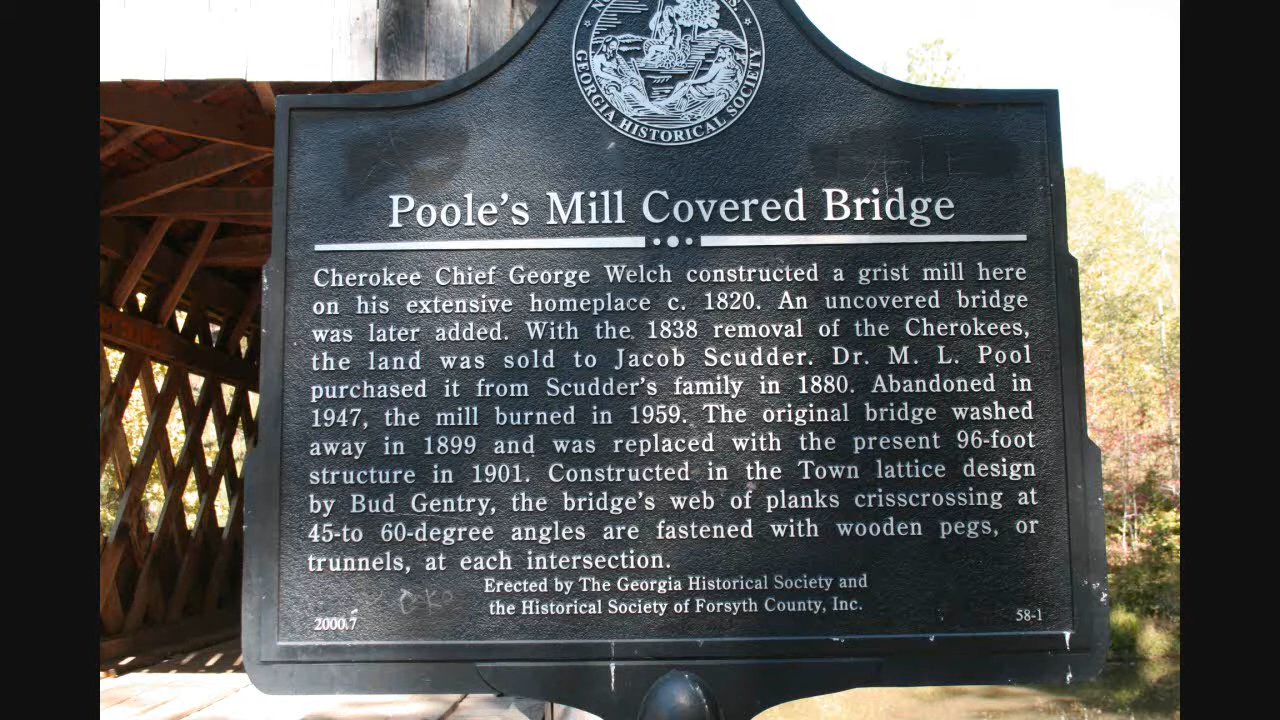 GEORGIA HISTORICAL SOCIETY
Poole's Mill Covered Bridge
Cherokee Chief George Welch constructed a grist mill here
on his extensive homeplace c. 1820. An uncovered bridge
was later added. With the 1838 removal of the Cherokees,
the land was sold to Jacob Scudder. Dr. M. L. Pool
purchased it from Scudder's family in 1880. Abandoned in
1947, the mill burned in 1959. The original bridge washed
away in 1899 and was replaced with the present 96-foot
structure in 1901. Constructed in the Town lattice design
by Bud Gentry, the bridge's web of planks crisscrossing at
45-to 60-degree angles are fastened with wooden pegs, or
trunnels, at each intersection.
Erected by The Georgia Historical Society and
the Historical Society of Forsyth County, Inc.
2000.7
58-1